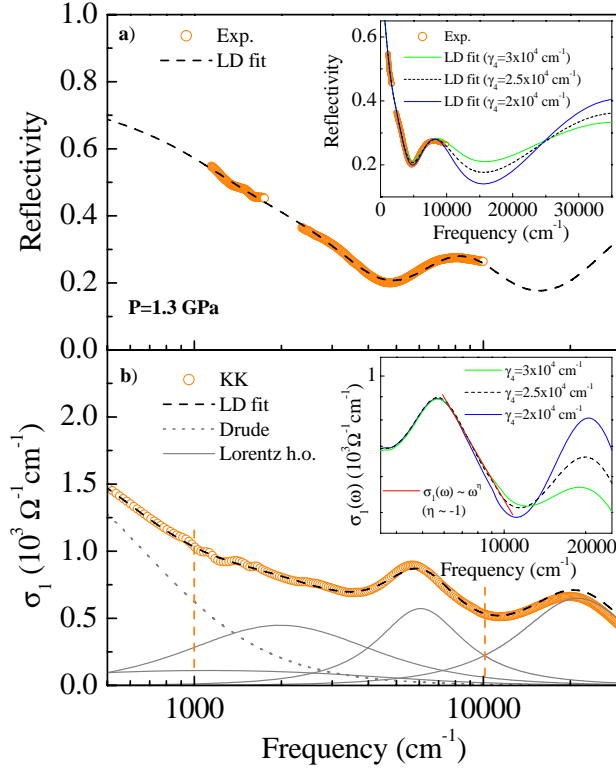 a)
Exp.
LD fit
Reflectivity
1.0
0.8
0.6
0.4
0.2
0.0
P=1.3 GPa
Exp.
LD fit (γ4=3x10^4 cm^-1)
LD fit (γ4=2.5x10^4 cm^-1)
LD fit (γ4=2x10^4 cm^-1)
Reflectivity
0.6
0.4
0.2
0 10000 20000 30000
Frequency (cm^-1)
b)
KK
LD fit
Drude
Lorentz h.o.
σ1 (10^3 Ω^-1cm^-1)
2.0
1.5
1.0
0.5
0.0
γ4=3x10^4 cm^-1
γ4=2.5x10^4 cm^-1
γ4=2x10^4 cm^-1
σ1(ω) (10^3Ω^-1cm^-1)
1
σ1(ω) ~ ω^η
(η ~ -1)
10000 20000
Frequency (cm^-1)
1000 10000
Frequency (cm^-1)